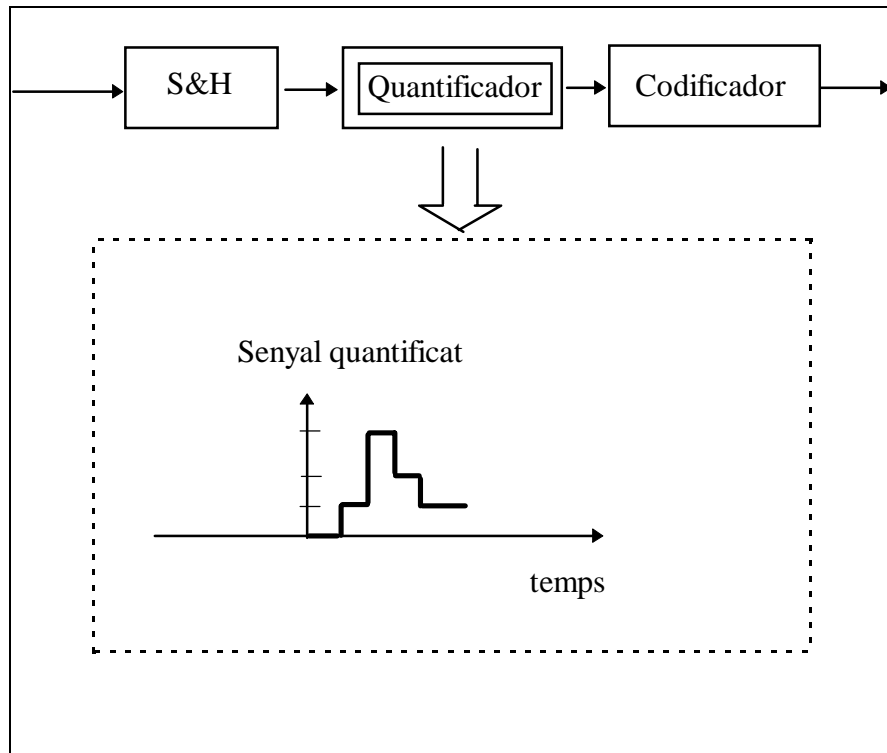 S&H
Quantificador
Codificador
Senyal quantificat
temps